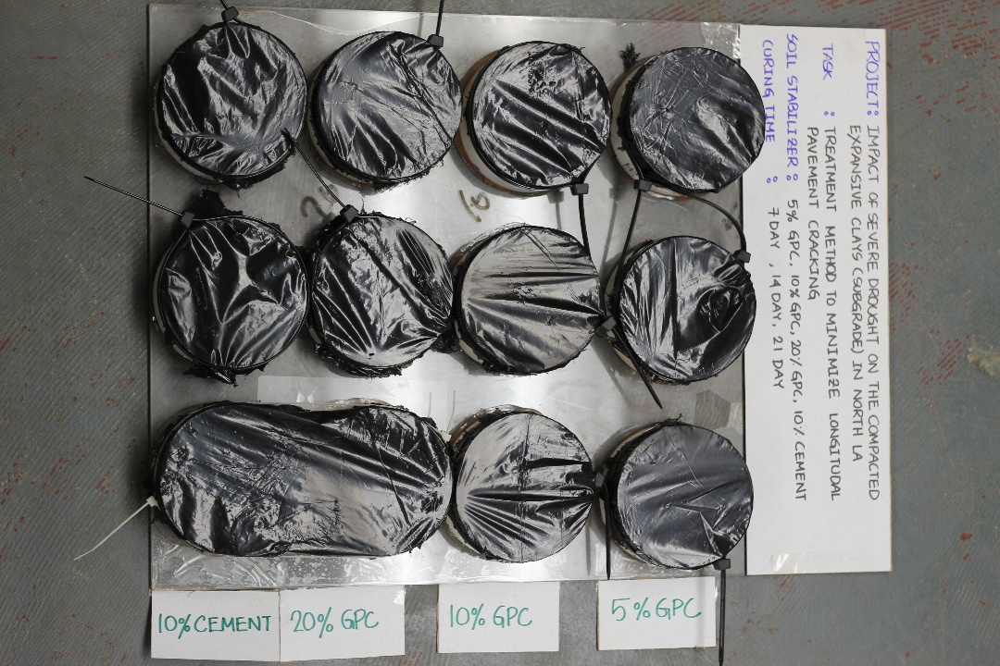 PROJECT: IMPACT OF SEVERE DROUGHT ON THE COMPACTED
EXPANSIVE CLAYS (SUBGRADE) IN NORTH LA
TASK : TREATMENT METHOD TO MINIMIZE LONGITUDAL
PAVEMENT CRACKING
SOIL STABILIZER : 5% GPC, 10% GPC, 20% GPC, 10% CEMENT
CURING TIME : 7 DAY , 14 DAY, 21 DAY
10% CEMENT
20% GPC
10% GPC
5% GPC